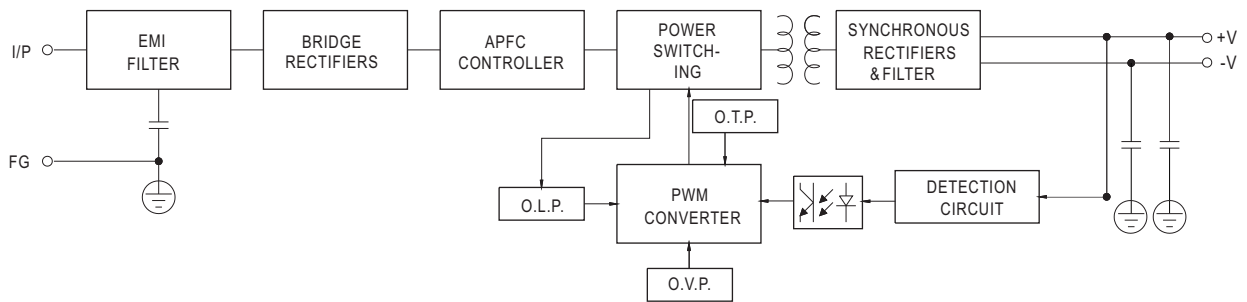 I/P
EMI
FILTER
BRIDGE
RECTIFIERS
APFC
CONTROLLER
POWER
SWITCH-
ING
SYNCHRONOUS
RECTIFIERS
& FILTER
+V
-V
O.T.P.
FG
O.L.P.
PWM
CONVERTER
DETECTION
CIRCUIT
O.V.P.